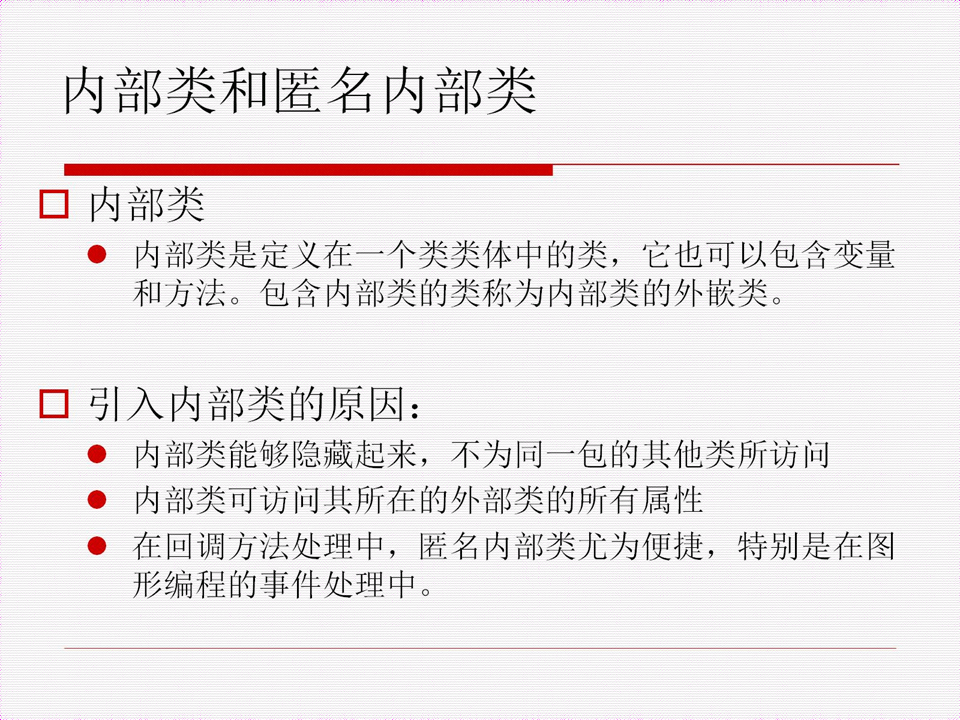 内部类和匿名内部类
内部类
内部类是定义在一个类类体中的类，它也可以包含变量
和方法。包含内部类的类称为内部类的外嵌类。
引入内部类的原因：
内部类能够隐藏起来，不为同一包的其他类所访问
内部类可访问其所在的外部类的所有属性
在回调方法处理中，匿名内部类尤为便捷，特别是在图
形编程的事件处理中。